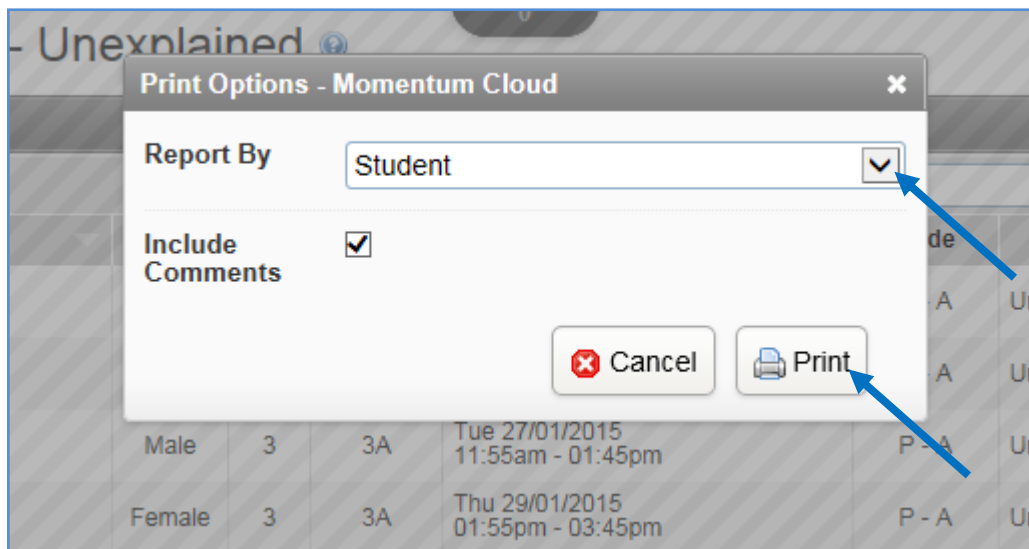 - Unexplained
Print Options - Momentum Cloud
Report By
Student
Include
Comments
Cancel
Print
de
- A
- A
Male 3 3A Tue 27/01/2015
11:55am - 01:45pm P - A
Female 3 3A Thu 29/01/2015
01:55pm - 03:45pm P - A